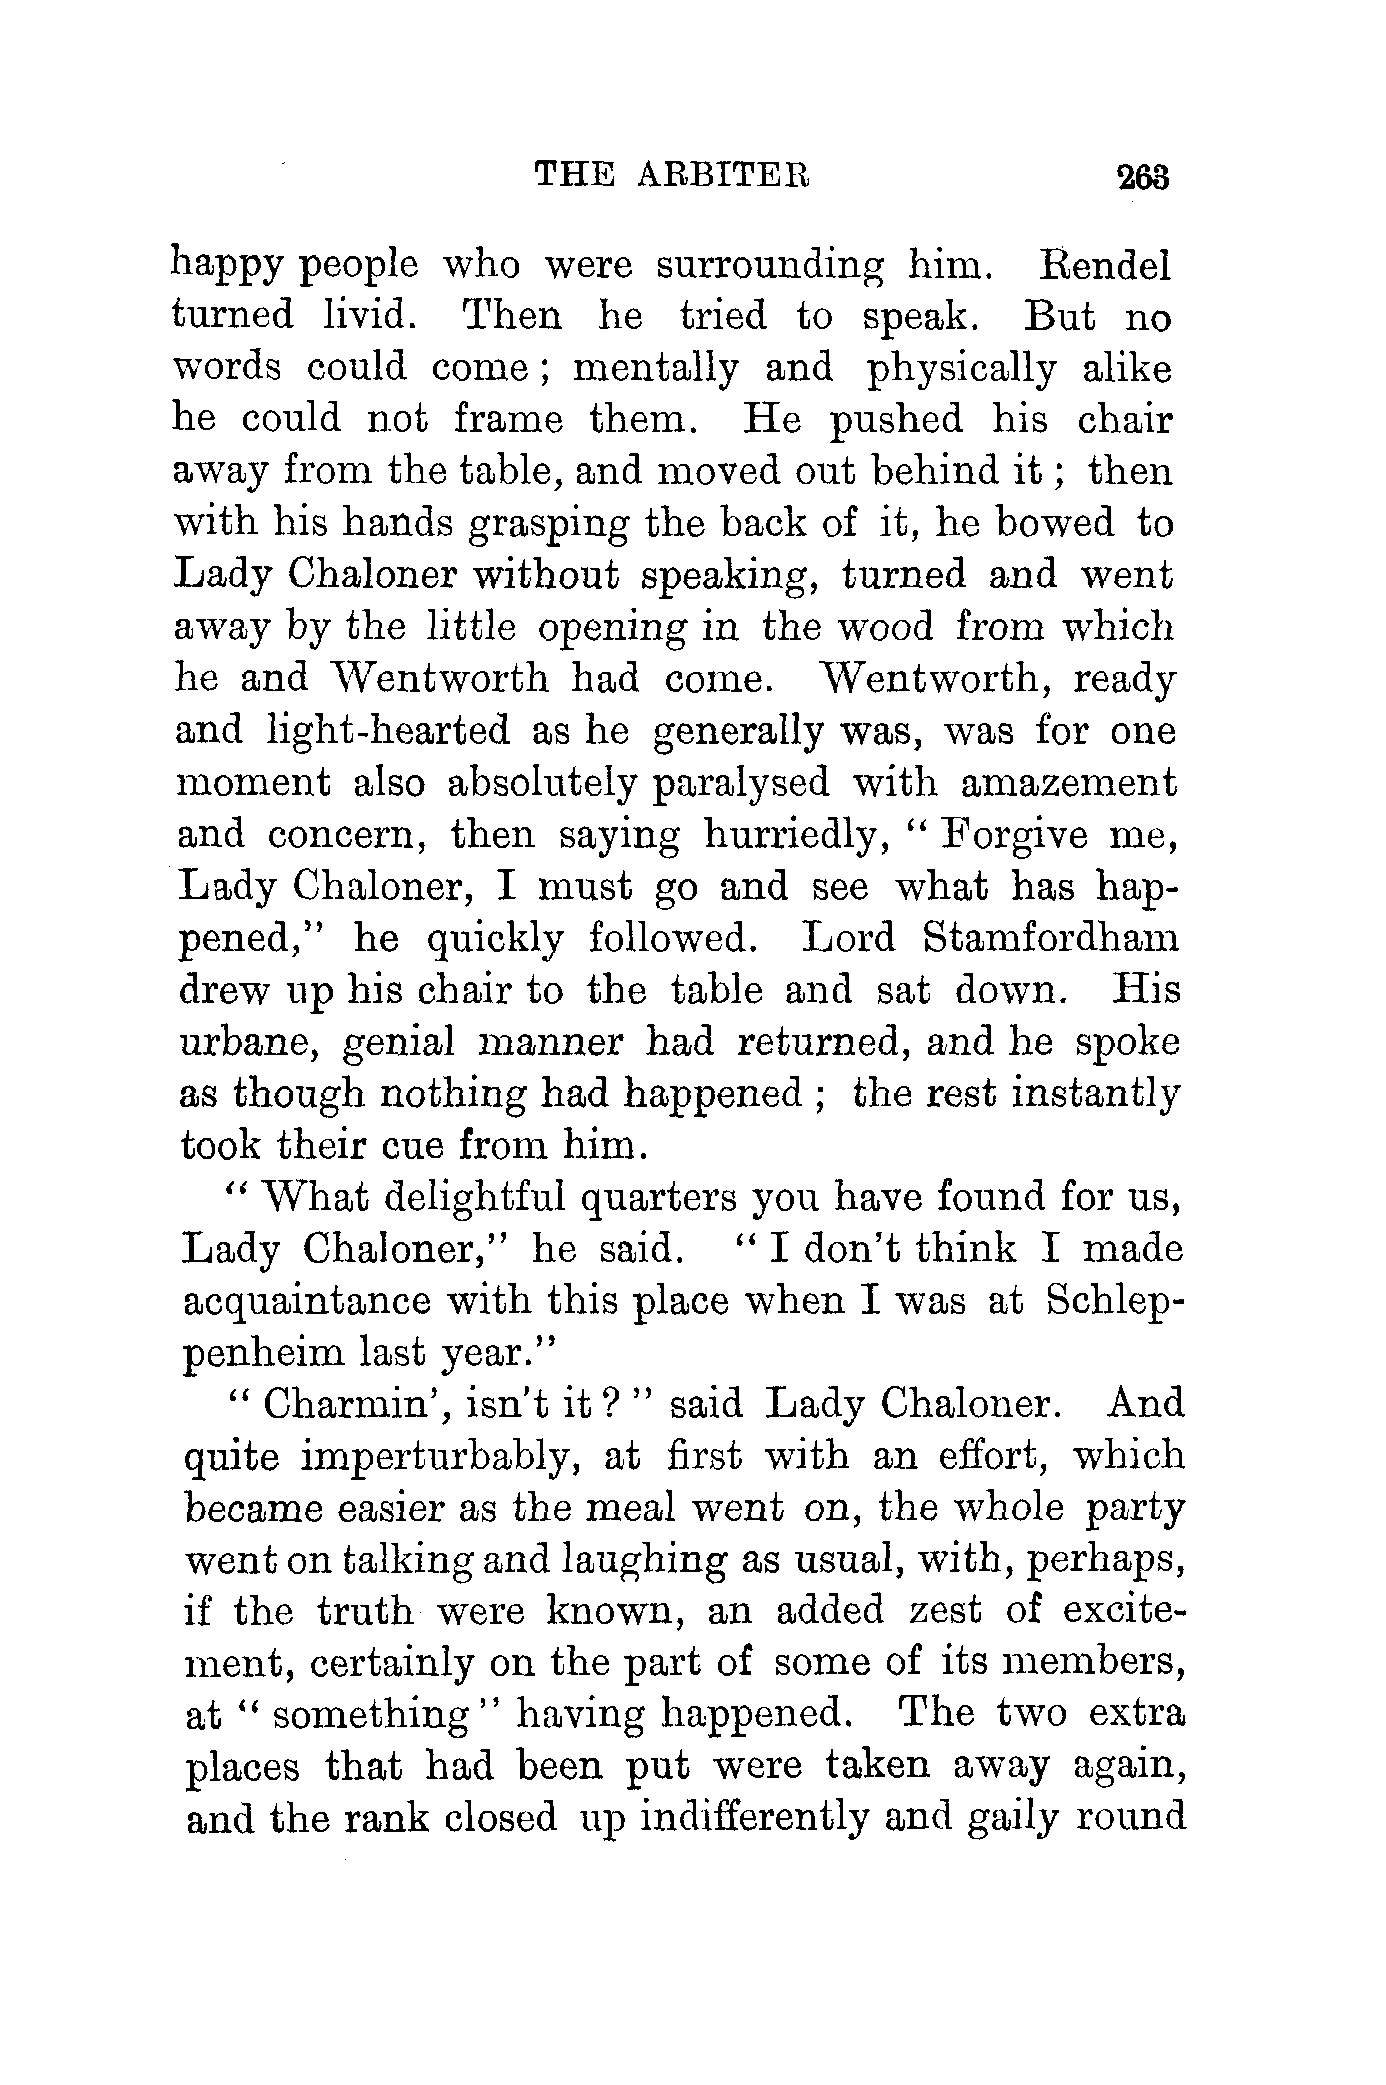 THE ARBITER 263
happy people who were surrounding him. Rendel
turned livid. Then he tried to speak. But no
words could come ; mentally and physically alike
he could not frame them. He pushed his chair
away from the table, and moved out behind it ; then
with his hands grasping the back of it, he bowed to
Lady Chaloner without speaking, turned and went
away by the little opening in the wood from which
he and Wentworth had come. Wentworth, ready
and light-hearted as he generally was, was for one
moment also absolutely paralysed with amazement
and concern, then saying hurriedly, “ Forgive me,
Lady Chaloner, I must go and see what has hap-
pened,” he quickly followed. Lord Stamfordham
drew up his chair to the table and sat down. His
urbane, genial manner had returned, and he spoke
as though nothing had happened ; the rest instantly
took their cue from him.
“ What delightful quarters you have found for us,
Lady Chaloner,” he said. “ I don’t think I made
acquaintance with this place when I was at Schlep-
penheim last year.”
“ Charmin’, isn’t it ? ” said Lady Chaloner. And
quite imperturbably, at first with an effort, which
became easier as the meal went on, the whole party
went on talking and laughing as usual, with, perhaps,
if the truth were known, an added zest of excite-
ment, certainly on the part of some of its members,
at “ something ” having happened. The two extra
places that had been put were taken away again,
and the rank closed up indifferently and gaily round